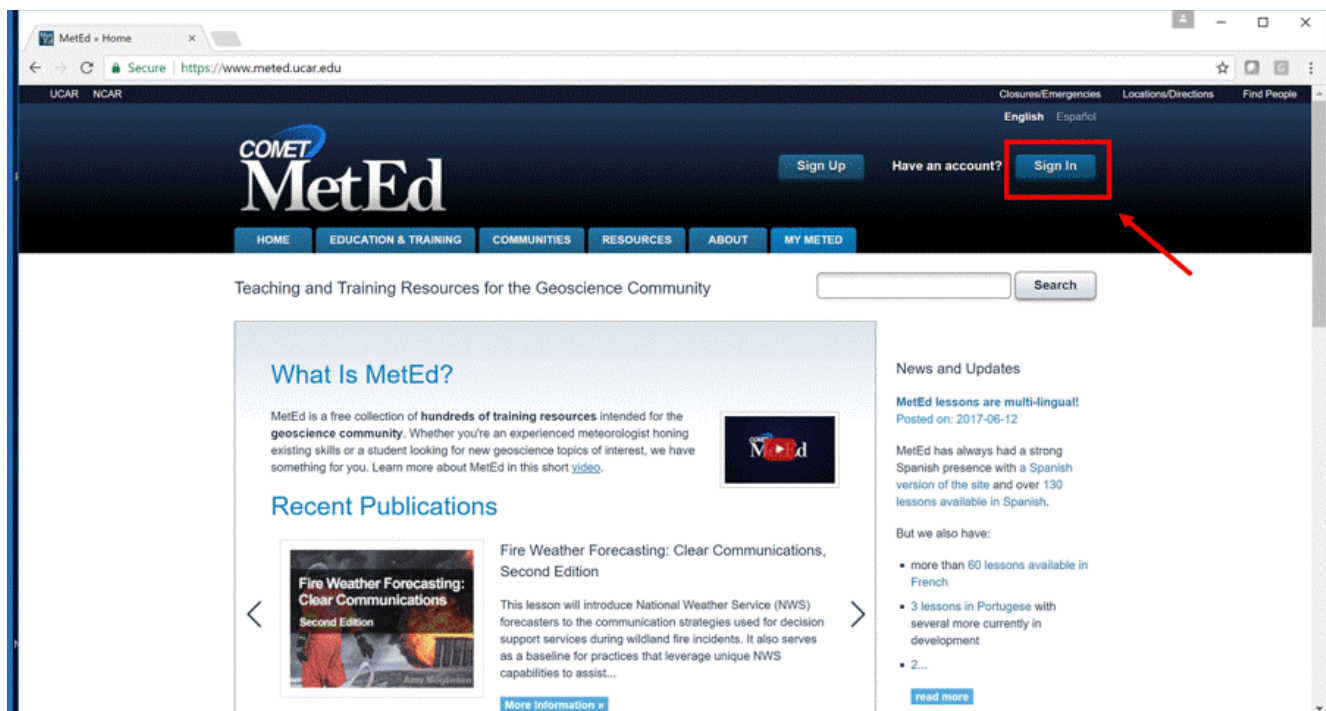 MetEd » Home
Secure https://www.meted.ucar.edu
UCAR NCAR
Closures/Emergencies Locations/Directions Find People
English Español
COMET
MetEd
Sign Up Have an account? Sign In
HOME EDUCATION & TRAINING COMMUNITIES RESOURCES ABOUT MY METED
Teaching and Training Resources for the Geoscience Community
Search
What Is MetEd?
MetEd is a free collection of hundreds of training resources intended for the
geoscience community. Whether you're an experienced meteorologist honing
existing skills or a student looking for new geoscience topics of interest, we have
something for you. Learn more about MetEd in this short video.
MetEd
Recent Publications
Fire Weather Forecasting:
Clear Communications
Second Edition
Fire Weather Forecasting: Clear Communications,
Second Edition
This lesson will introduce National Weather Service (NWS)
forecasters to the communication strategies used for decision
support services during wildland fire incidents. It also serves
as a baseline for practices that leverage unique NWS
capabilities to assist...
More Information »
News and Updates
MetEd lessons are multi-lingual!
Posted on: 2017-06-12
MetEd has always had a strong
Spanish presence with a Spanish
version of the site and over 130
lessons available in Spanish.
But we also have:
more than 60 lessons available in
French
3 lessons in Portugese with
several more currently in
development
2...
read more